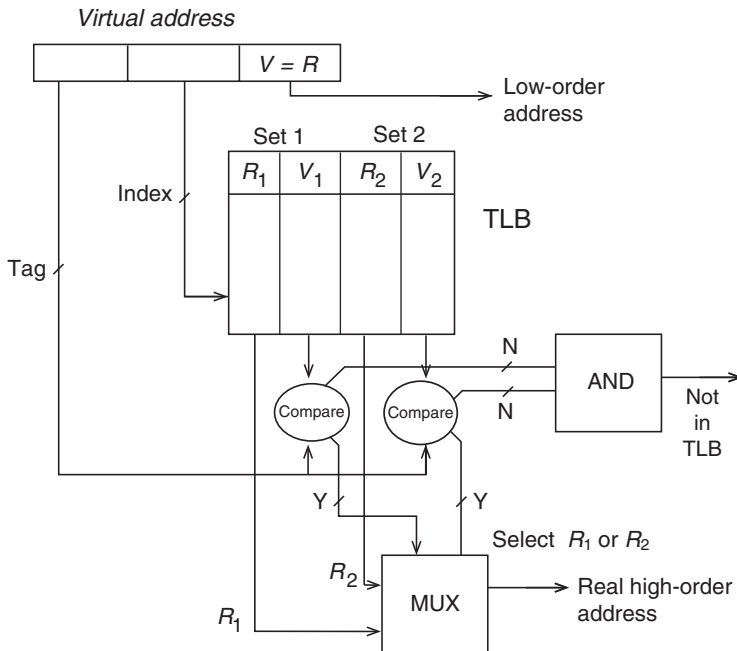 Virtual address
V = R
Low-order
address
Set 1 Set 2
R1 V1 R2 V2
Index
TLB
Tag
N
AND
Compare Compare
N
Not
in
TLB
Y Y
Select R1 or R2
R2
MUX
Real high-order
address
R1